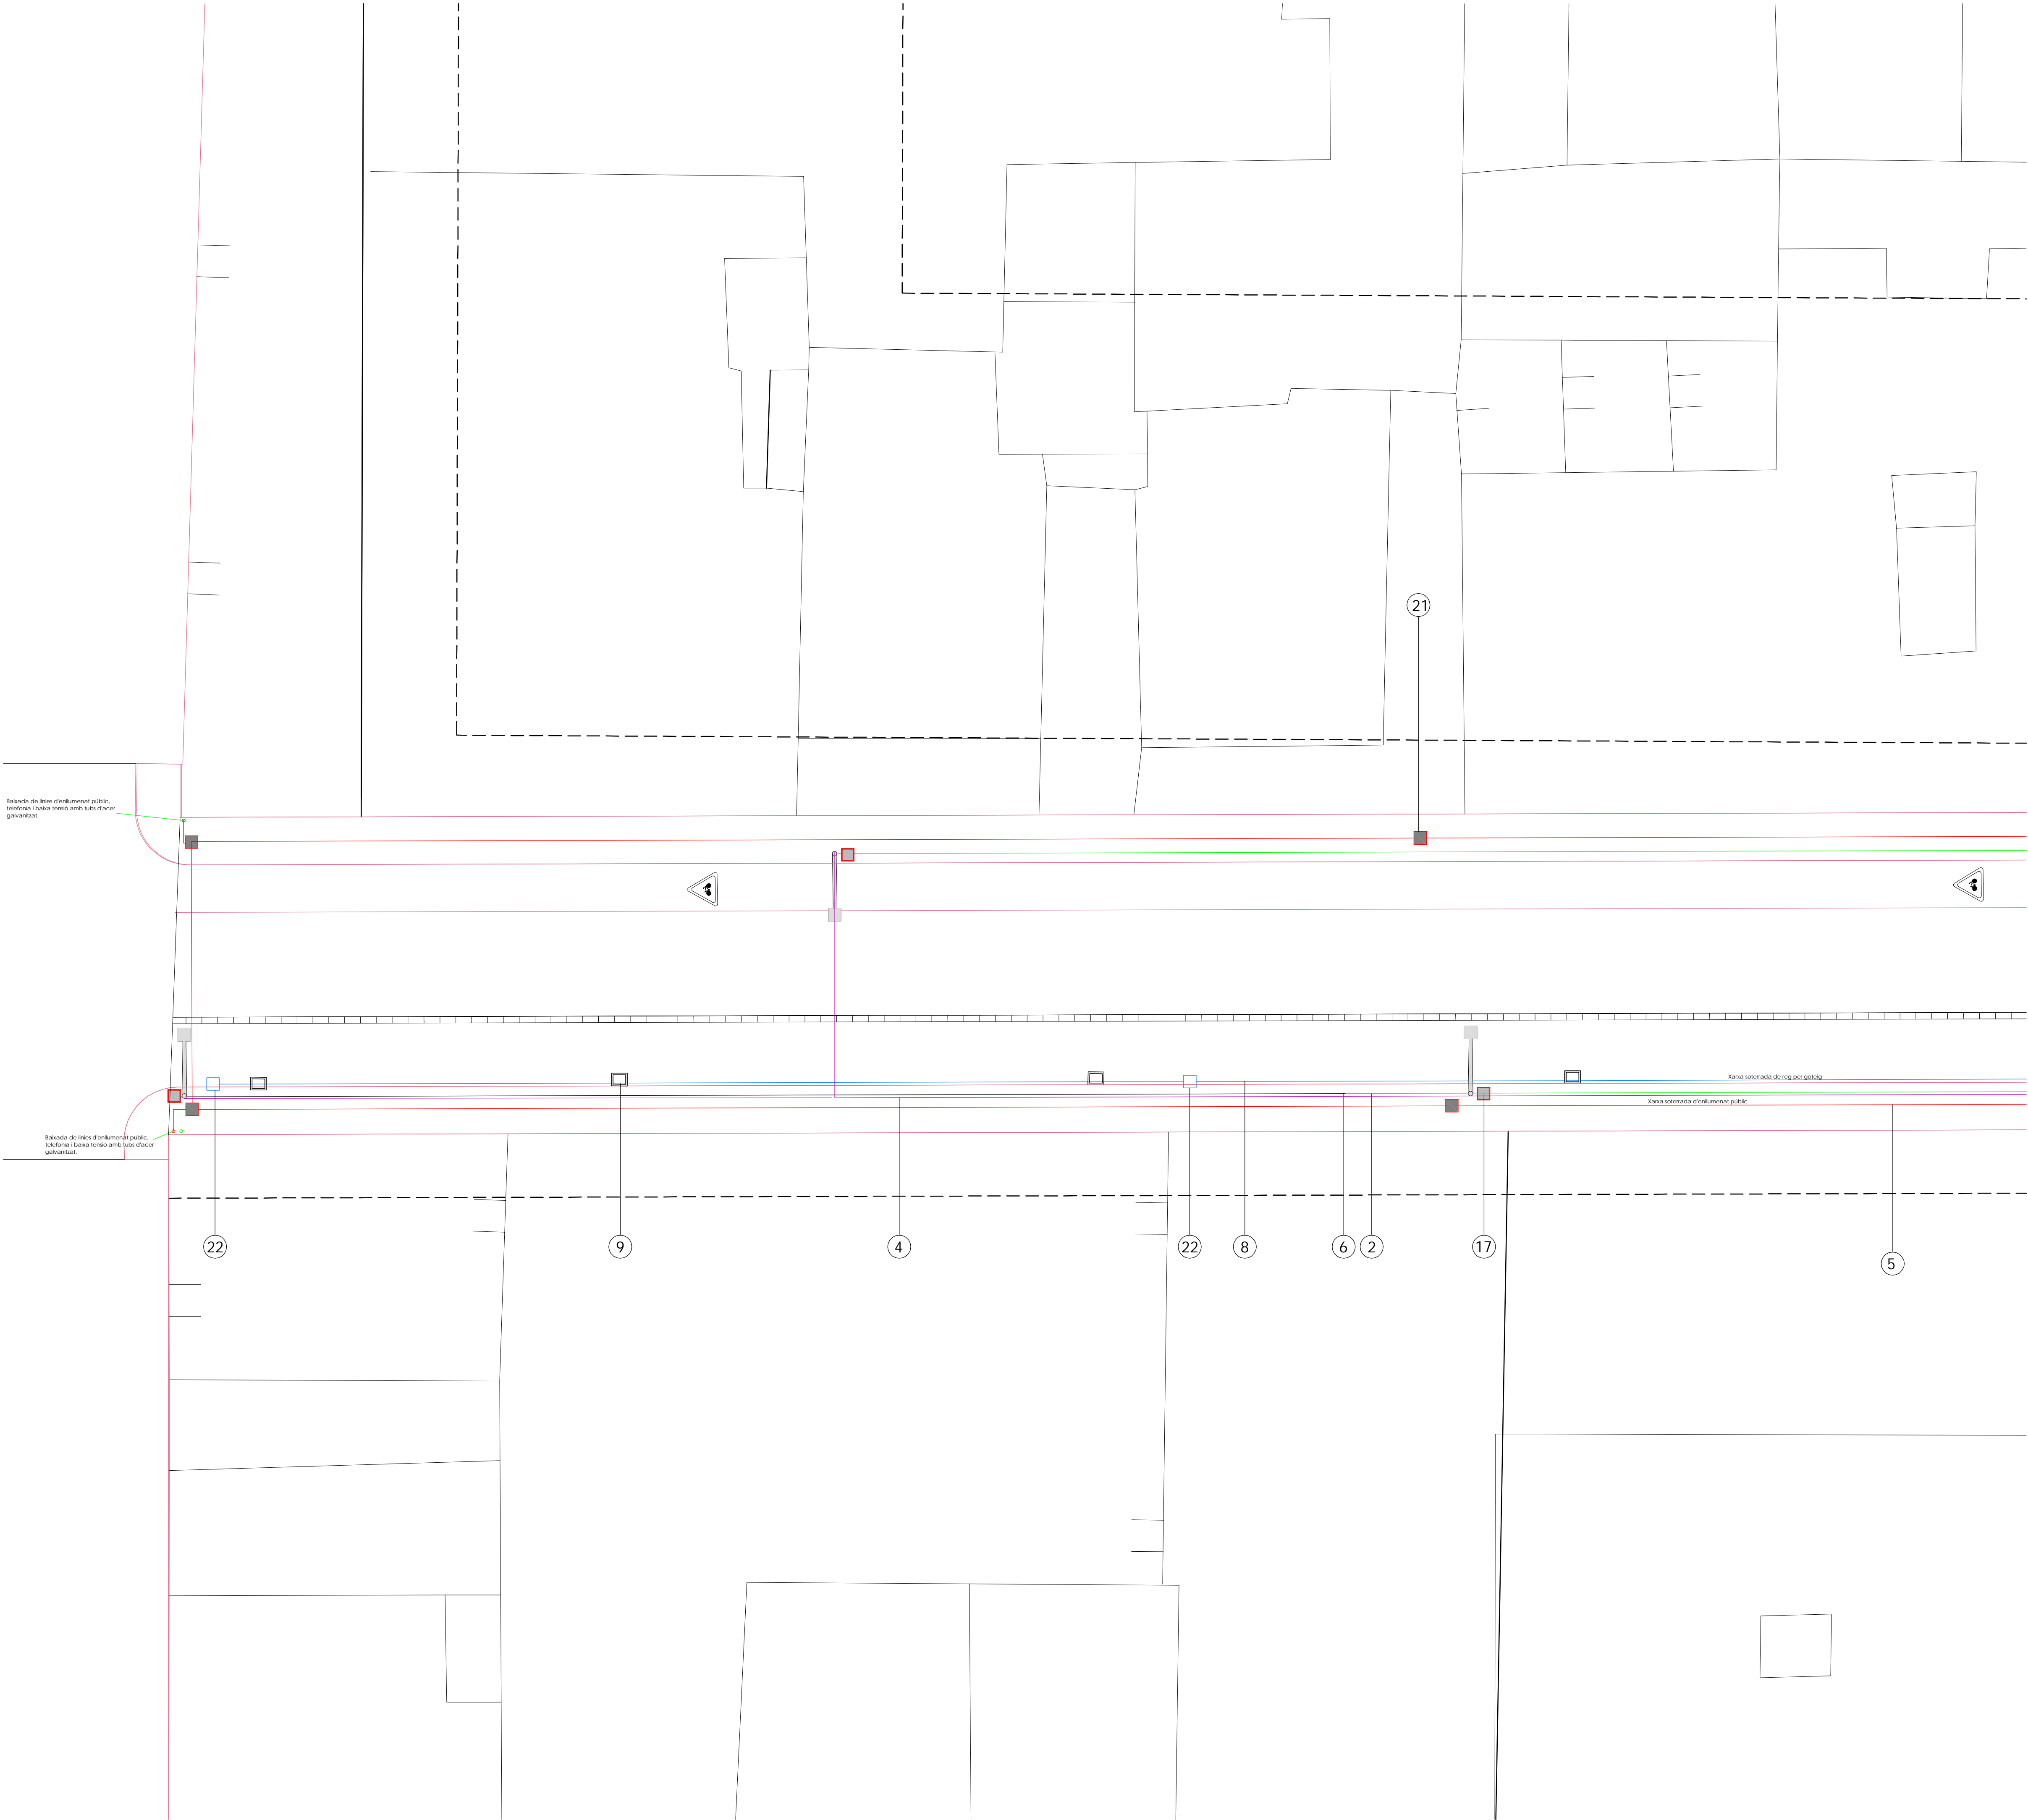 21
Baixada de línies d'enllumenat públic,
telefonia i baixa tensió amb tubs d'acer
galvanitzat.
Xarxa soterrada de reg per goteig
Xarxa soterrada d'enllumenat públic
Baixada de línies d'enllumenat públic,
telefonia i baixa tensió amb tubs d'acer
galvanitzat.
22
9
4
22
8
6
2
17
5